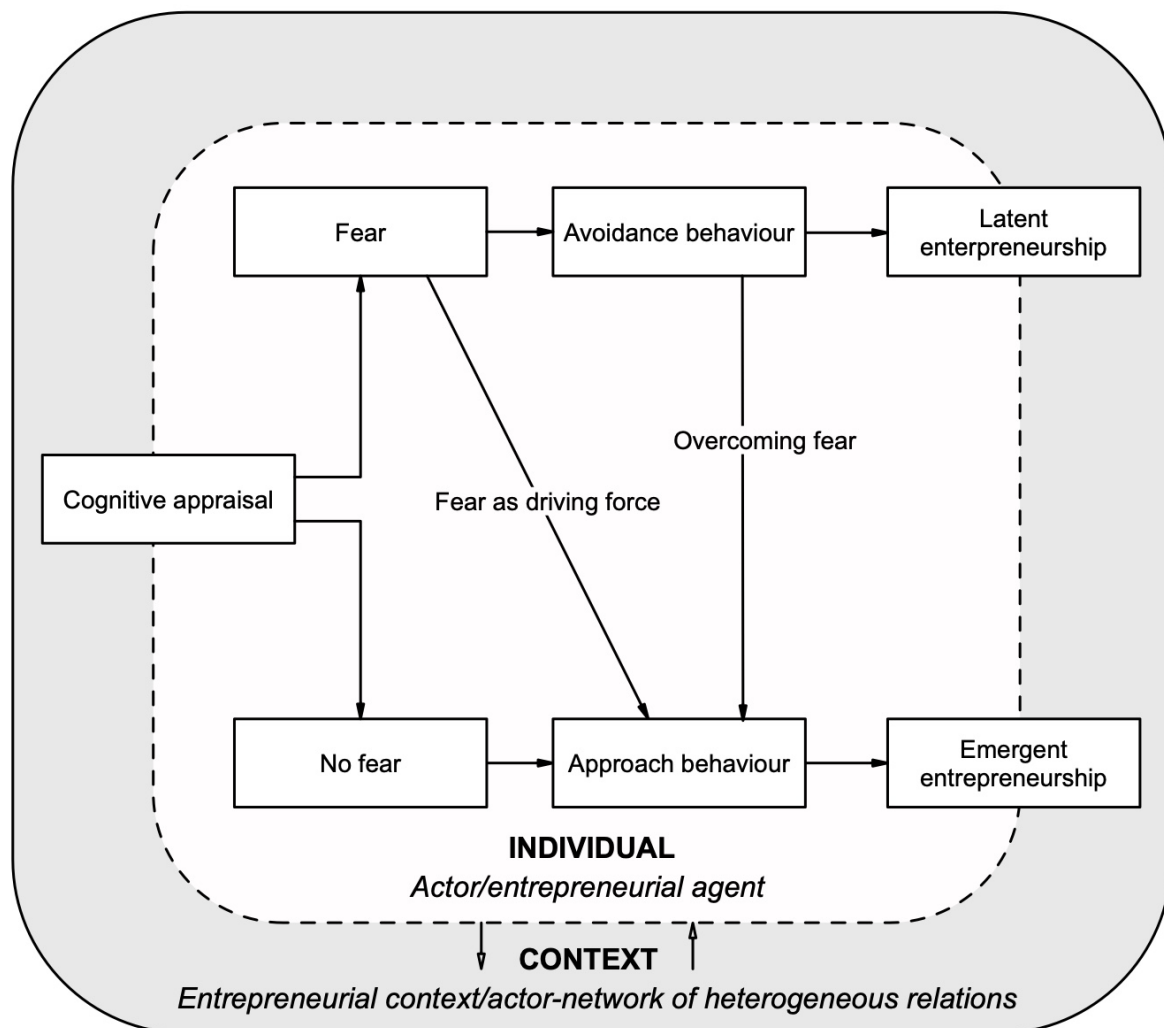 Fear
Avoidance behaviour
Latent
enterpreneurship
Overcoming fear
Cognitive appraisal
Fear as driving force
No fear
Approach behaviour
Emergent
entrepreneurship
INDIVIDUAL
Actor/entrepreneurial agent
CONTEXT
Entrepreneurial context/actor-network of heterogeneous relations